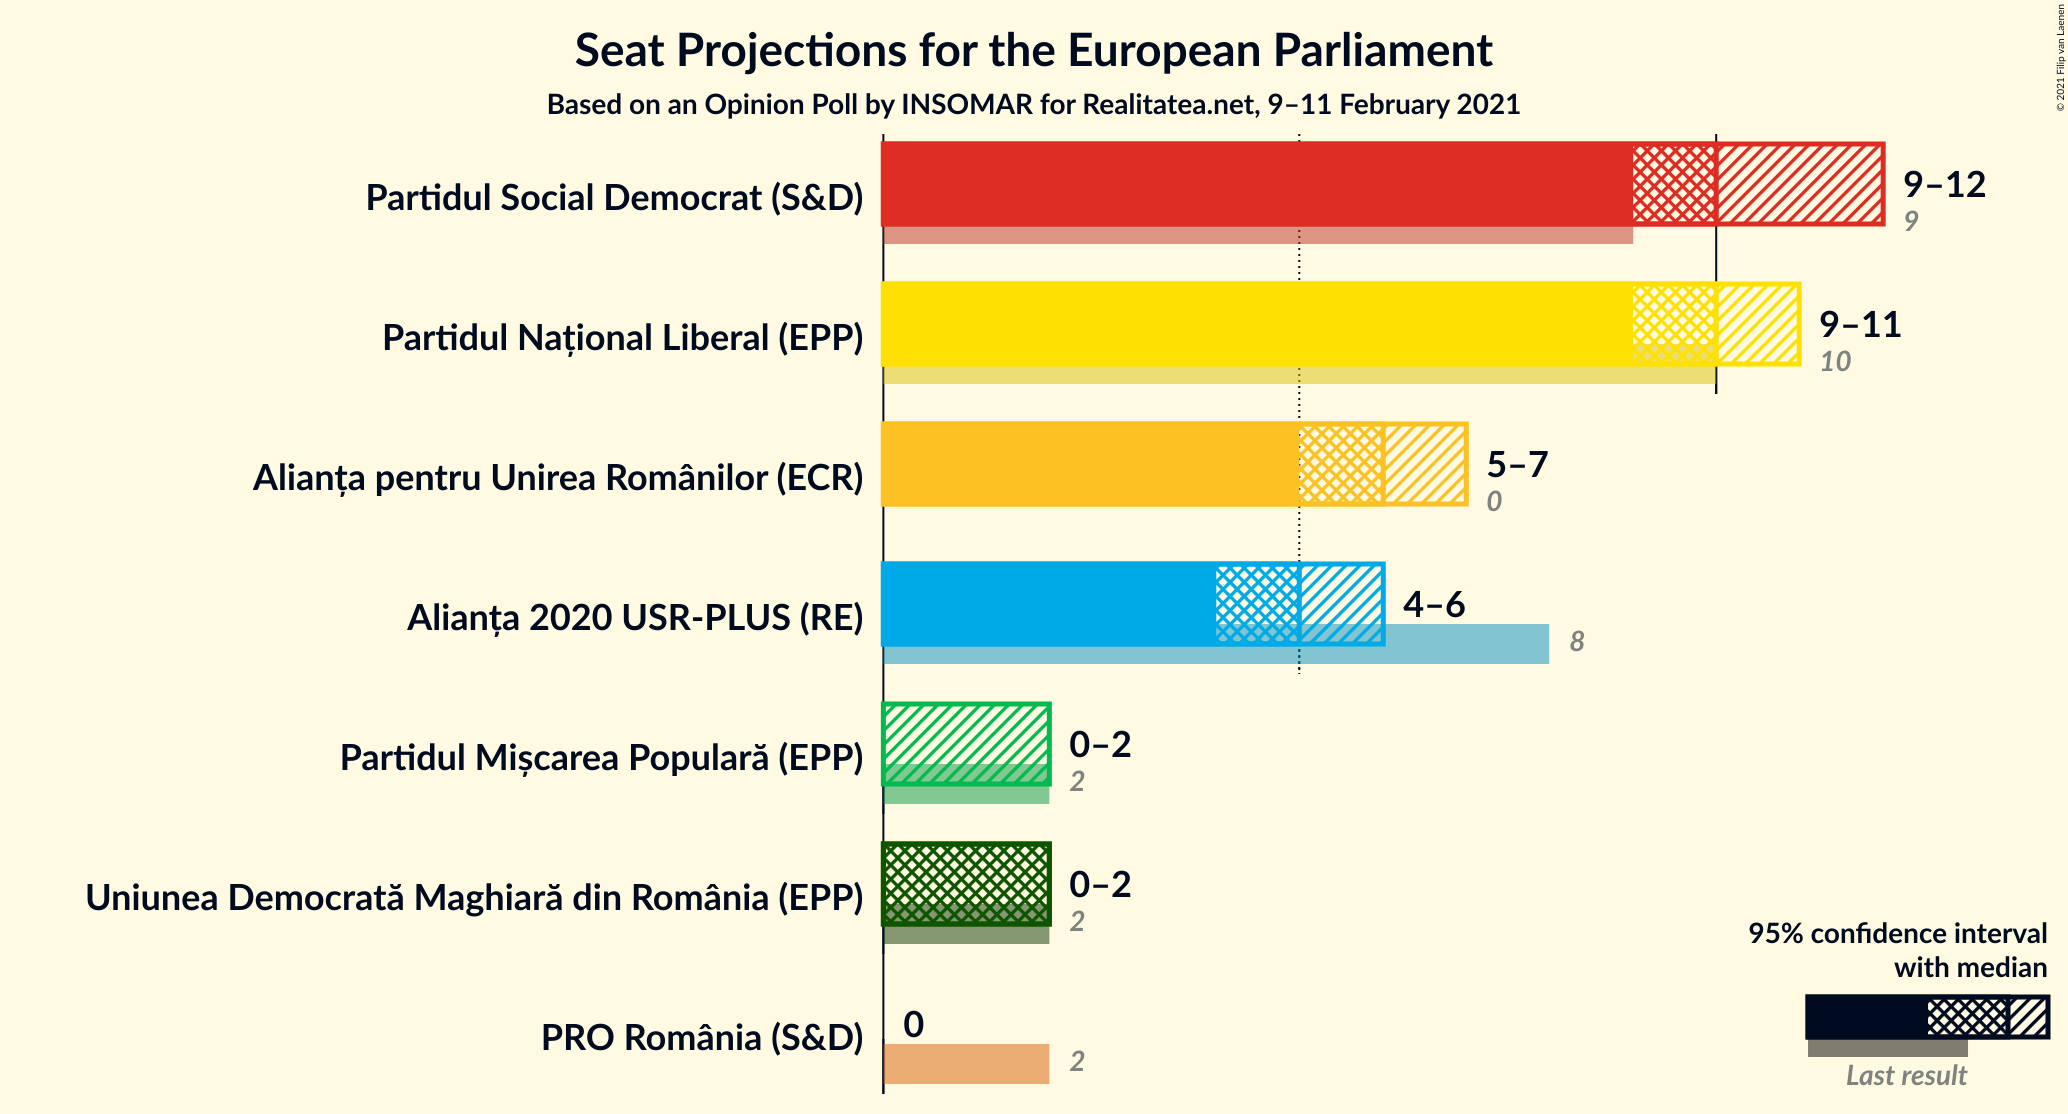 Seat Projections for the European Parliament
Based on an Opinion Poll by INSOMAR for Realitatea.net, 9–11 February 2021
© 2021 Filip van Laenen
Partidul Social Democrat (S&D)
9–12
9
Partidul Național Liberal (EPP)
9–11
10
Alianța pentru Unirea Românilor (ECR)
5–7
0
Alianța 2020 USR-PLUS (RE)
4–6
8
Partidul Mișcarea Populară (EPP)
0–2
2
Uniunea Democrată Maghiară din România (EPP)
0–2
2
PRO România (S&D)
0
2
95% confidence interval
with median
Last result